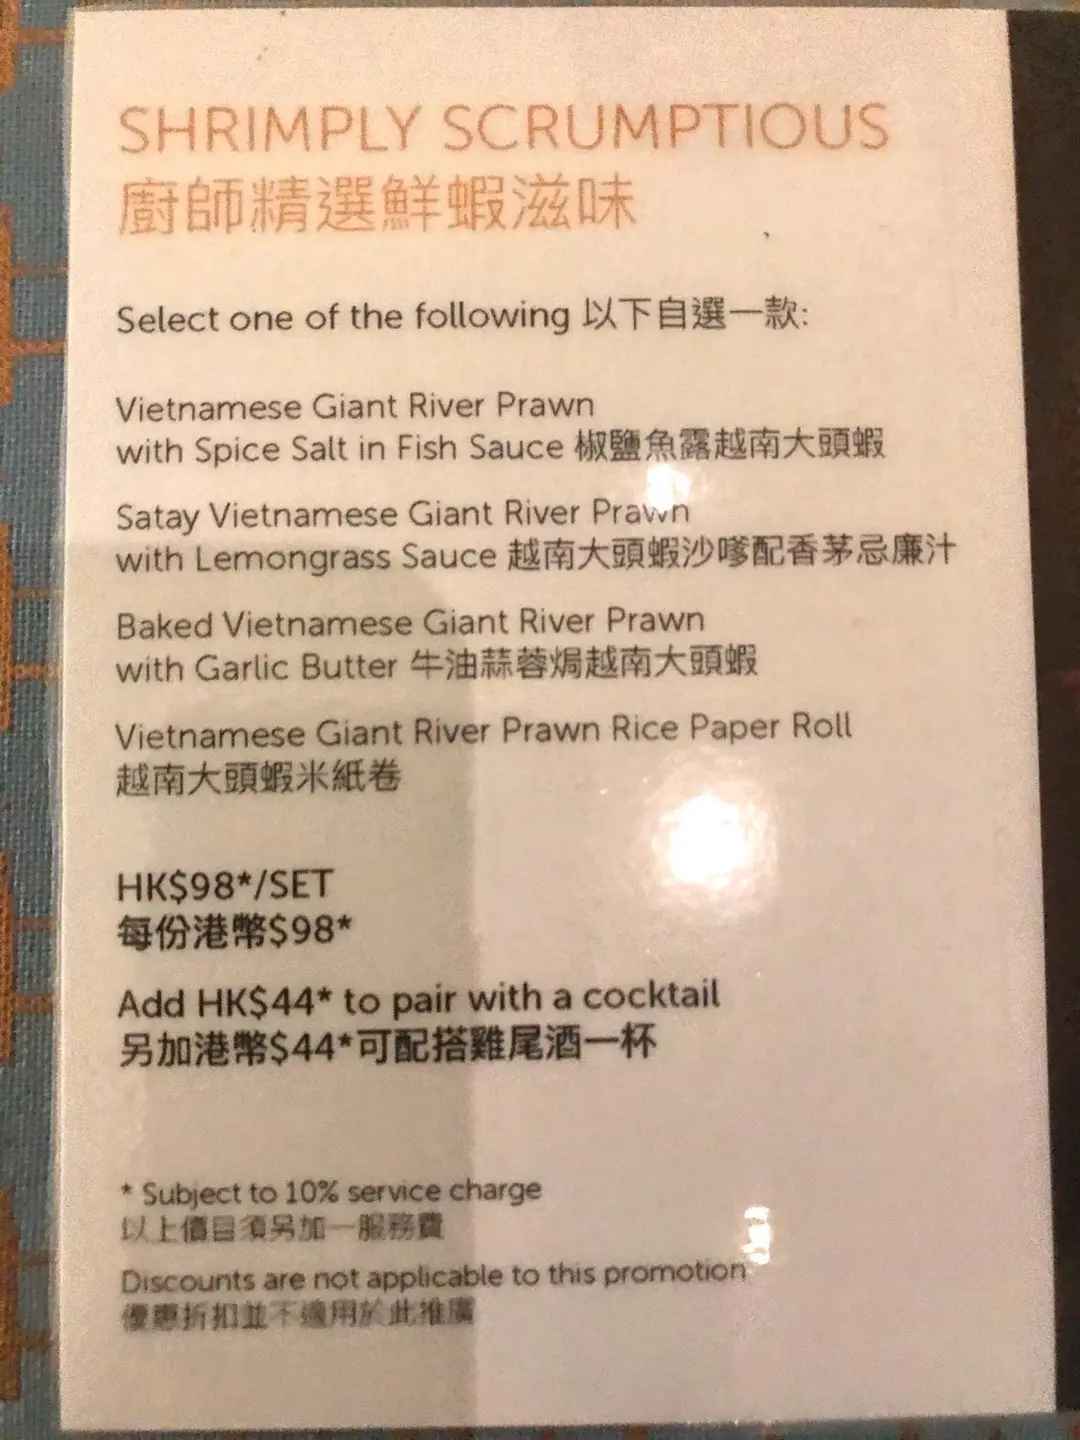 SHRIMPLY SCRUMPTIOUS
廚師精選鮮蝦滋味
Select one of the following 以下自選一款:
Vietnamese Giant River Prawn
with Spice Salt in Fish Sauce 椒鹽魚露越南大頭蝦
Satay Vietnamese Giant River Prawn
with Lemongrass Sauce 越南大頭蝦沙嗲配香茅忌廉汁
Baked Vietnamese Giant River Prawn
with Garlic Butter 牛油蒜蓉焗越南大頭蝦
Vietnamese Giant River Prawn Rice Paper Roll
越南大頭蝦米紙卷
HK$98*/SET
每份港幣$98*
Add HK$44* to pair with a cocktail
另加港幣$44*可配搭雞尾酒一杯
* Subject to 10% service charge
以上價目須另加一服務費
Discounts are not applicable to this promotion
優惠折扣並不適用於此推廣